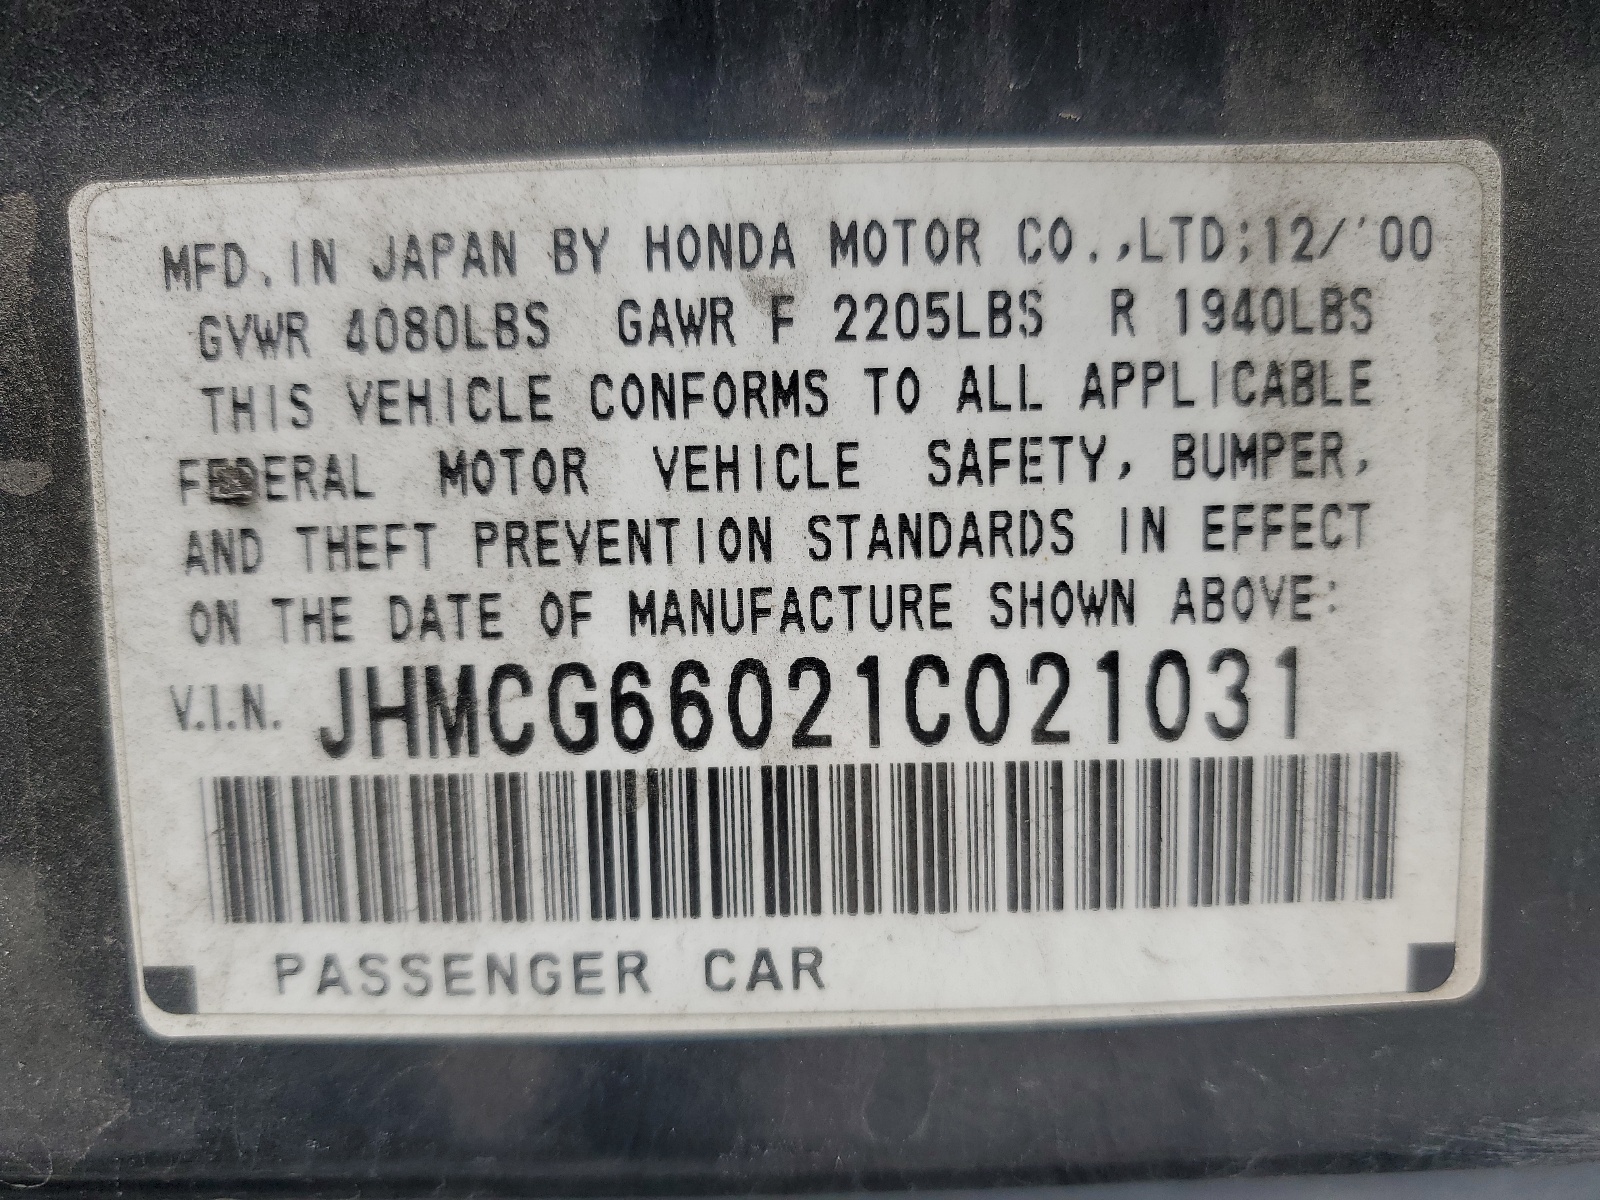 MFD. IN JAPAN BY HONDA MOTOR CO.,LTD;12/'00
GVWR 4080LBS GAWR F 2205LBS R 1940LBS
THIS VEHICLE CONFORMS TO ALL APPLICABLE
FEDERAL MOTOR VEHICLE SAFETY, BUMPER,
AND THEFT PREVENTION STANDARDS IN EFFECT
ON THE DATE OF MANUFACTURE SHOWN ABOVE:
V.I.N. JHMCG66021C021031
PASSENGER CAR